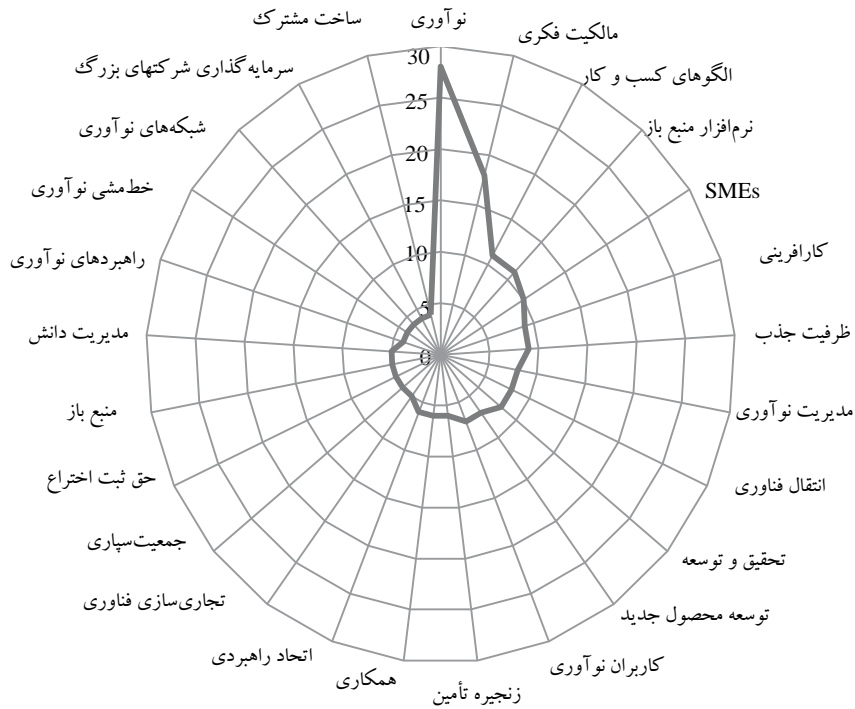 نوآوری
مالکیت فکری
الگوهای کسب و کار
نرم‌افزار منبع باز
SMEs
کارافرینی
ظرفیت جذب
مدیریت نوآوری
انتقال فناوری
تحقیق و توسعه
توسعه محصول جدید
کاربران نوآوری
زنجیره تأمین
همکاری
اتحاد راهبردی
تجاری‌سازی فناوری
جمعیت‌سپاری
حق ثبت اختراع
منبع باز
مدیریت دانش
راهبردهای نوآوری
خط‌مشی نوآوری
شبکه‌های نوآوری
سرمایه‌گذاری شرکتهای بزرگ
ساخت مشترک
30
25
20
15
10
5
0